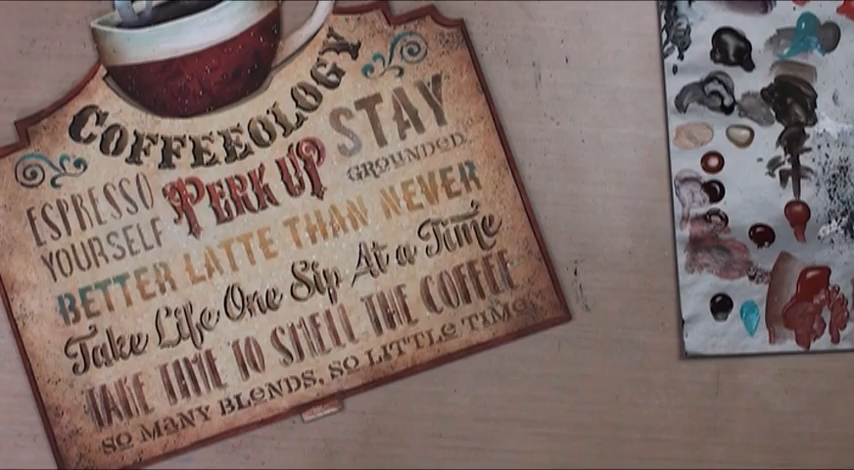 COFFEEOLOGY
ESPRESSO YOURSELF
PERK UP
STAY GROUNDED
BETTER LATTE THAN NEVER
Take Life One Sip At a Time
TAKE TIME TO SMELL THE COFFEE
SO MANY BLENDS, SO LITTLE TIME